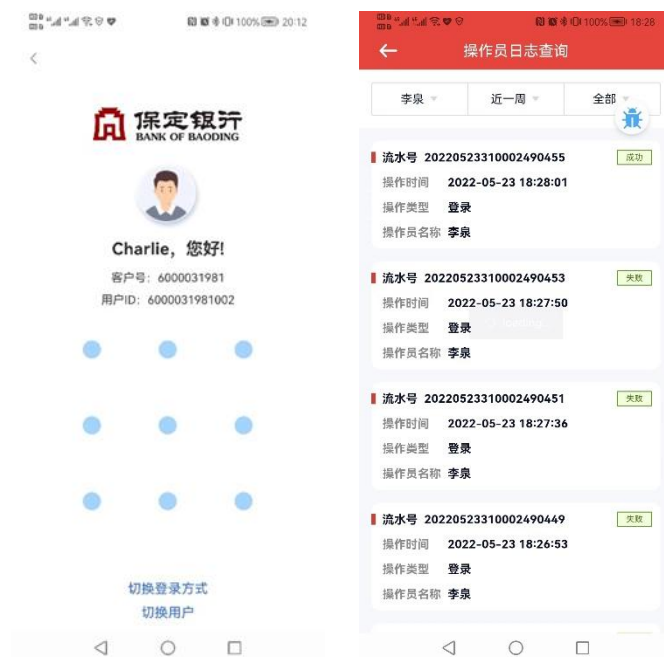 100% 20:12
保定银行
BANK OF BAODING
Charlie，您好!
客户号：6000031981
用户ID：6000031981002
切换登录方式
切换用户
100% 18:28
操作员日志查询
李泉 近一周 全部
流水号 20220523310002490455 成功
操作时间 2022-05-23 18:28:01
操作类型 登录
操作员名称 李泉
流水号 20220523310002490453 失败
操作时间 2022-05-23 18:27:50
操作类型 登录
操作员名称 李泉
流水号 20220523310002490451 失败
操作时间 2022-05-23 18:27:36
操作类型 登录
操作员名称 李泉
流水号 20220523310002490449 失败
操作时间 2022-05-23 18:26:53
操作类型 登录
操作员名称 李泉